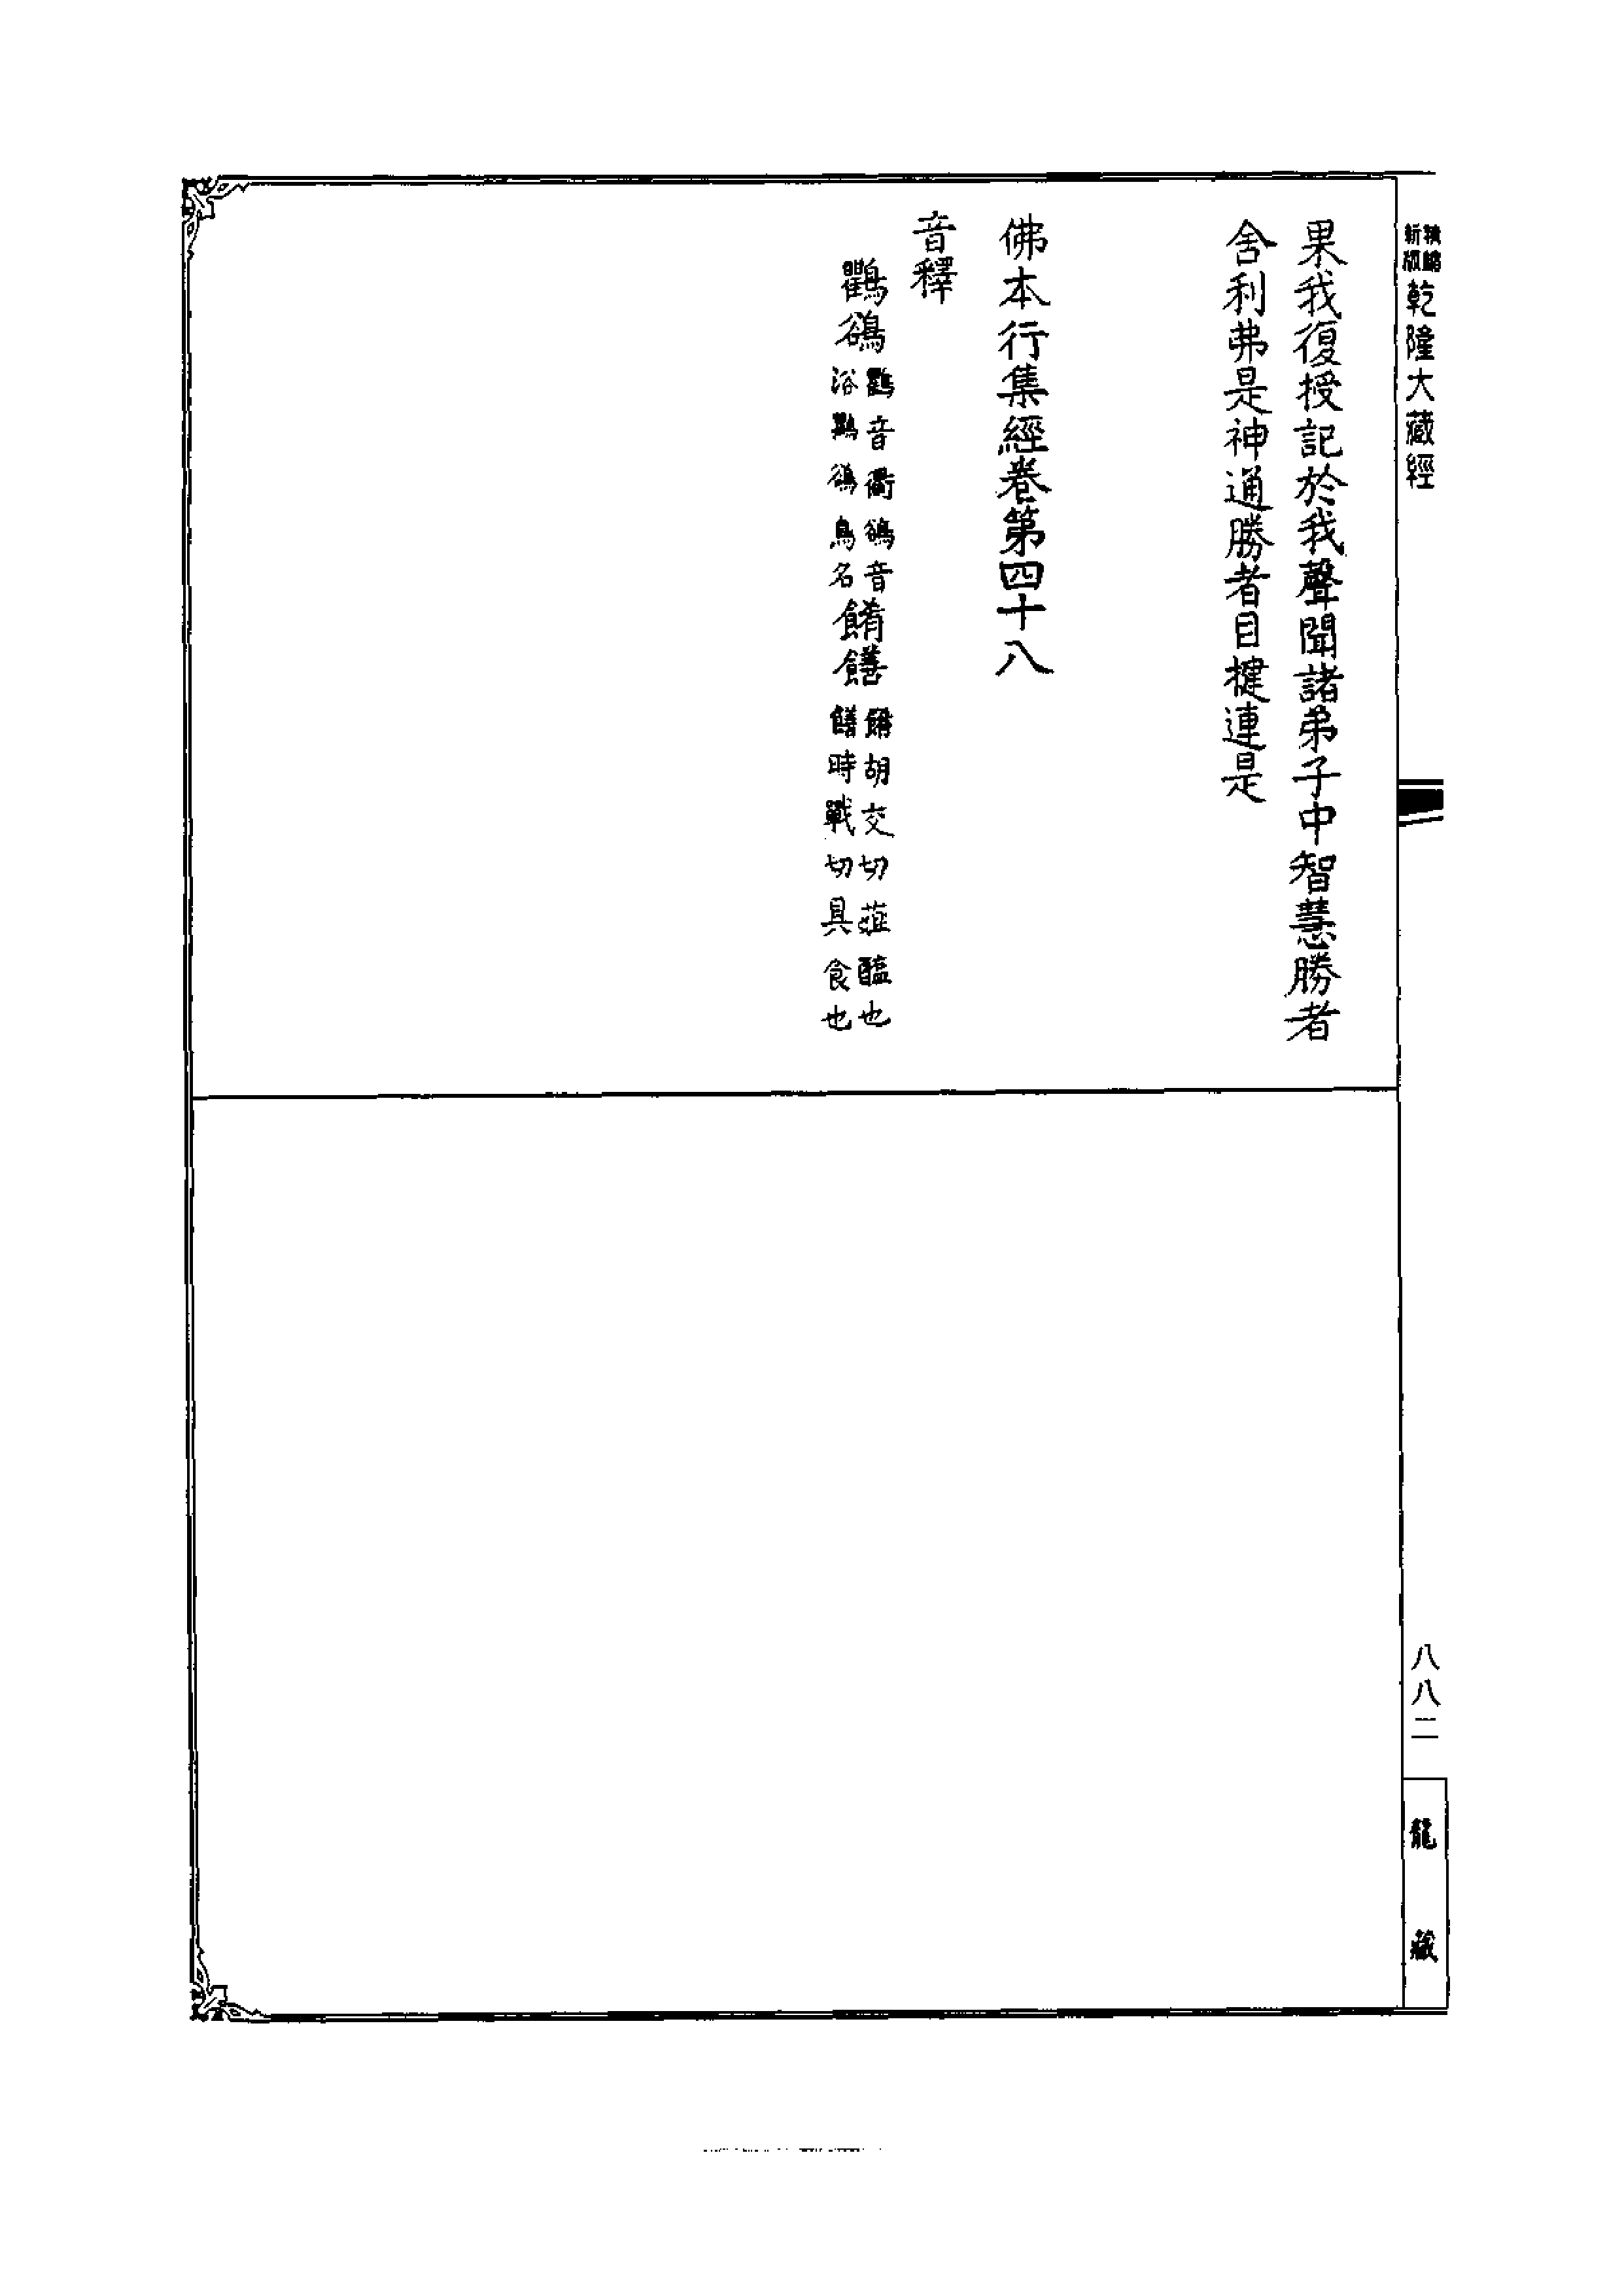 新版 乾隆大藏經
果我復授記於我聲聞諸弟子中智慧勝者
舍利弗是神通勝者目揵連是
佛本行集經卷第四十八
音釋
鸜鵒 鸜音衢鵒音浴鸜鵒鳥名 餚饍 餚胡交切葅醢也饍時戰切具食也
八八二
龍藏